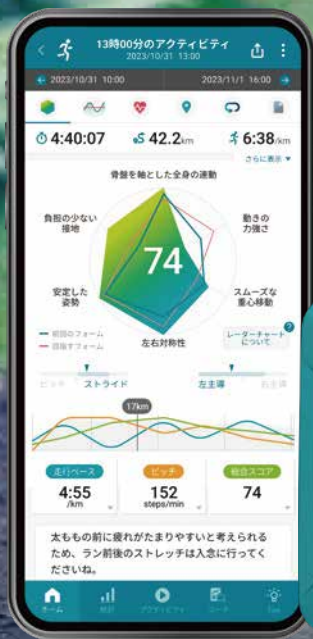 13時00分のアクティビティ
2023/10/31 13:00
2023/10/31 10:00
2023/11/1 16:00
4:40:07
42.2km
6:38/km
さらに表示
骨盤を軸とした全身の連動
負担の少ない
接地
動きの
力強さ
74
安定した
姿勢
スムーズな
重心移動
左右対称性
前回のフォーム
目指すフォーム
レーダーチャート
について
?
ピッチ
ストライド
左主導
右主導
17km
走行ペース
ピッチ
総合スコア
4:55
/km
152
steps/min
74
太ももの前に疲れがたまりやすいと考えられる
ため、ラン前後のストレッチは入念に行ってく
ださいね。
ホーム
統計
アクティビティ
コーチ
Tips